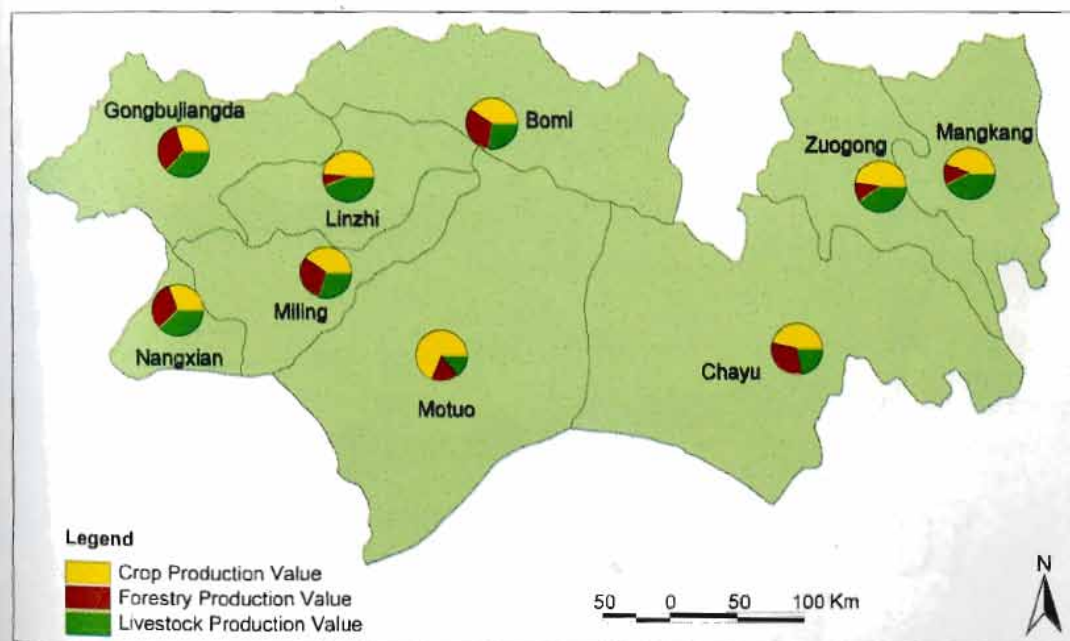 Gongbujiangda
Bomi
Zuogong
Mangkang
Linzhi
Miling
Nangxian
Motuo
Chayu
Legend
Crop Production Value
Forestry Production Value
Livestock Production Value
50 0 50 100 Km
N